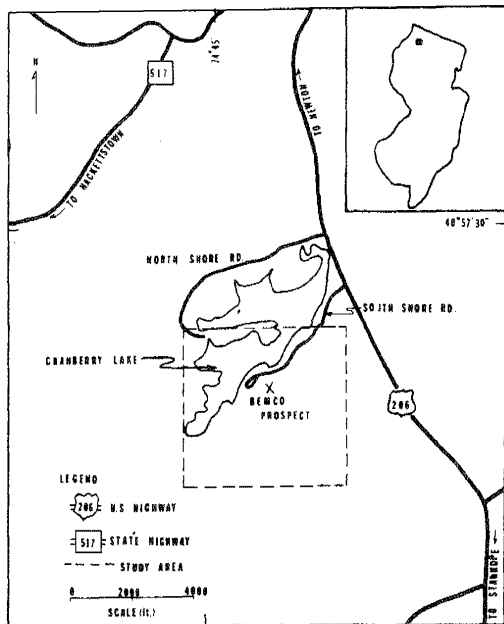 N
517
74°45'
TO HACKETTSTOWN
TO NEWTON
40°57'30"
NORTH SHORE RD.
SOUTH SHORE RD.
CRANBERRY LAKE
BEMCO
PROSPECT
206
LEGEND
206 U.S HIGHWAY
517 STATE HIGHWAY
STUDY AREA
0 2000 4000
SCALE (ft.)
TO STANHOPE